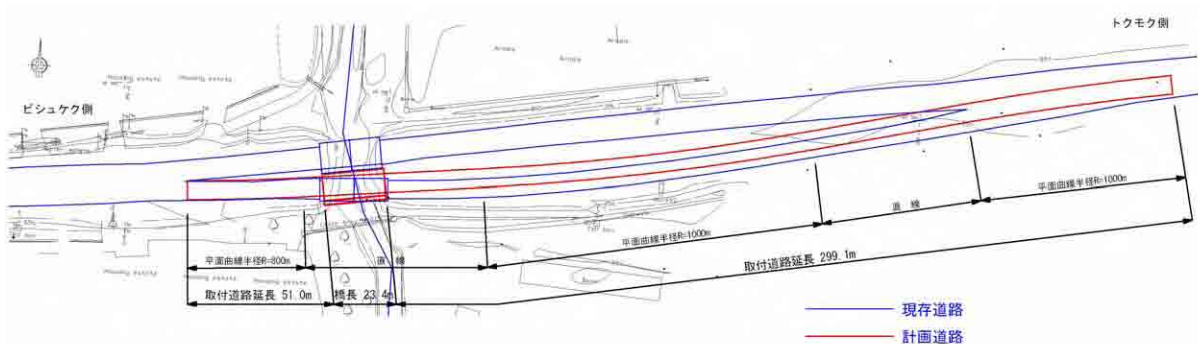 トクモク側
ビシュケク側
平面曲線半径R=1000m
直 線
平面曲線半径R=1000m
平面曲線半径R=800m
直 線
取付道路延長 299.1m
取付道路延長 51.0m
橋長 23.4m
現存道路
計画道路